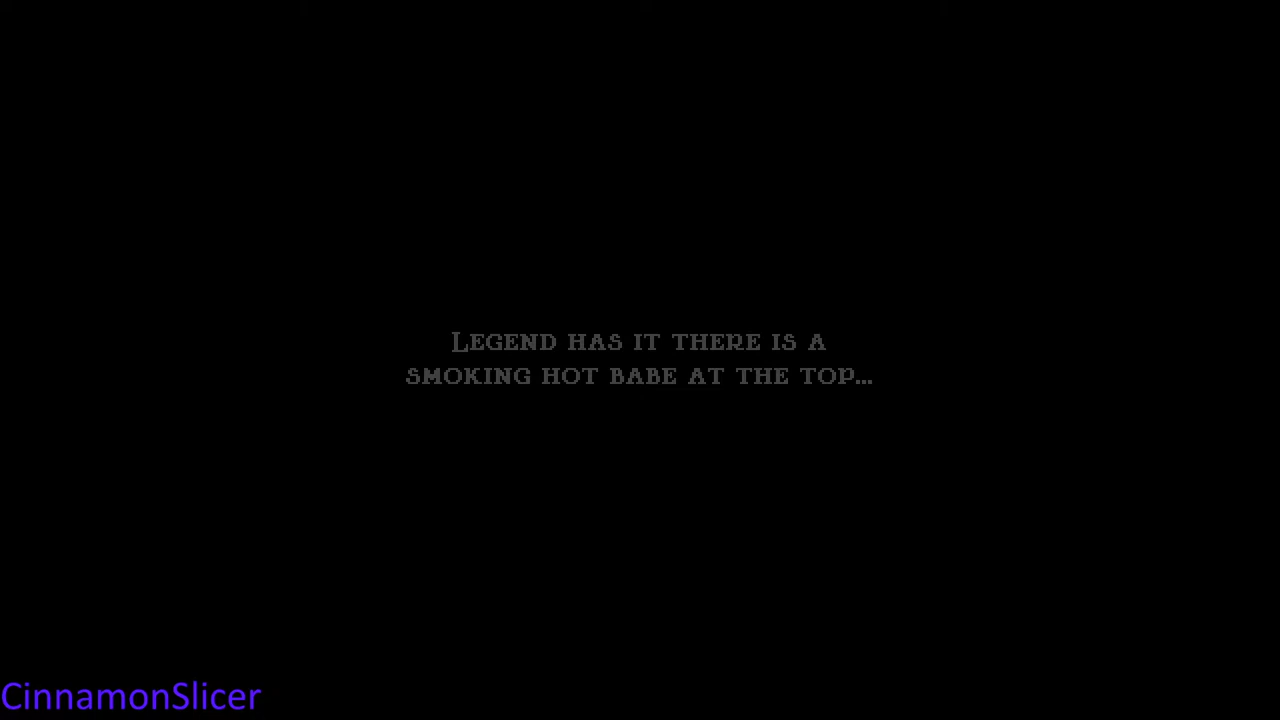 Legend has it there is a
smoking hot babe at the top...
CinnamonSlicer